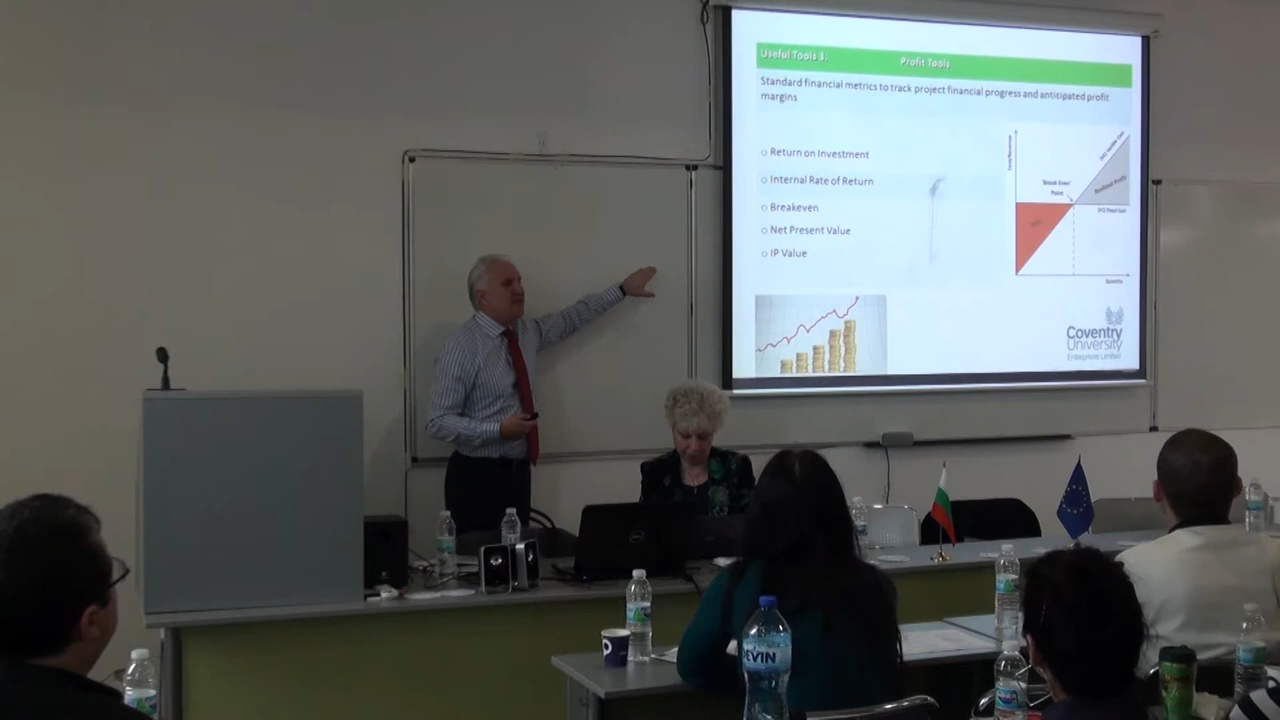 Useful Tools 3. Profit Tools
Standard financial metrics to track project financial progress and anticipated profit
margins
Return on Investment
Internal Rate of Return
Breakeven
Net Present Value
IP Value
'Break Even'
Point
Realised Profit
Quantity
Coventry
University
Enterprises Limited
DEVIN